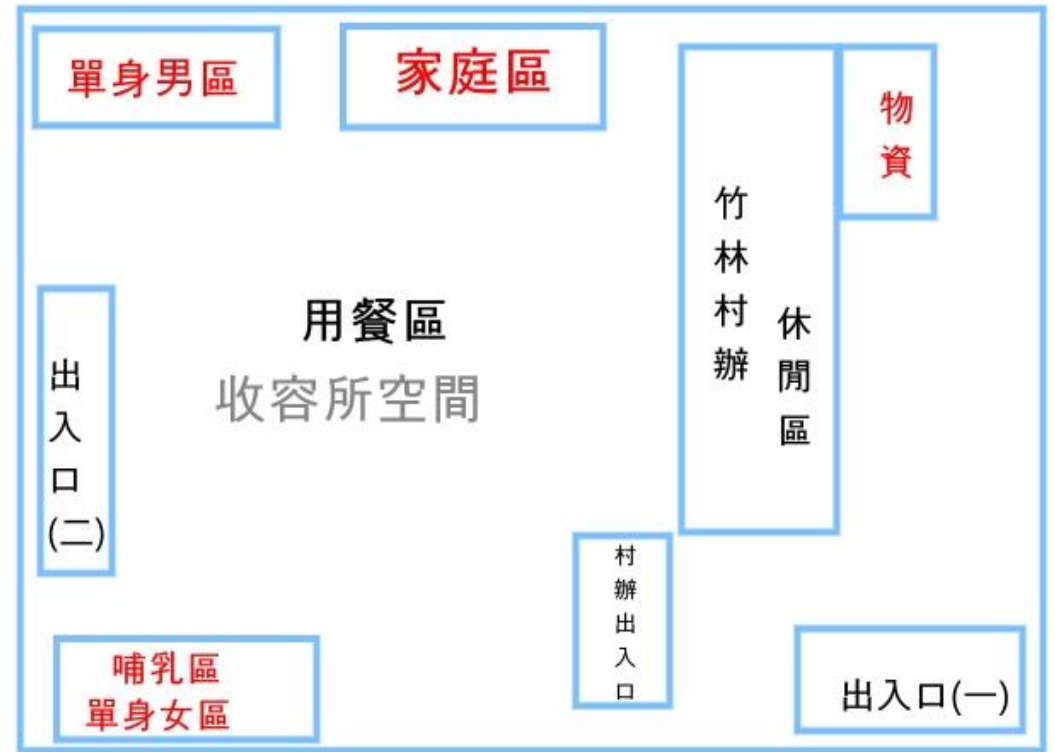 單身男區
家庭區
物資
竹林村辦
休閒區
用餐區
收容所空間
出入口(二)
村辦出入口
哺乳區
單身女區
出入口(一)